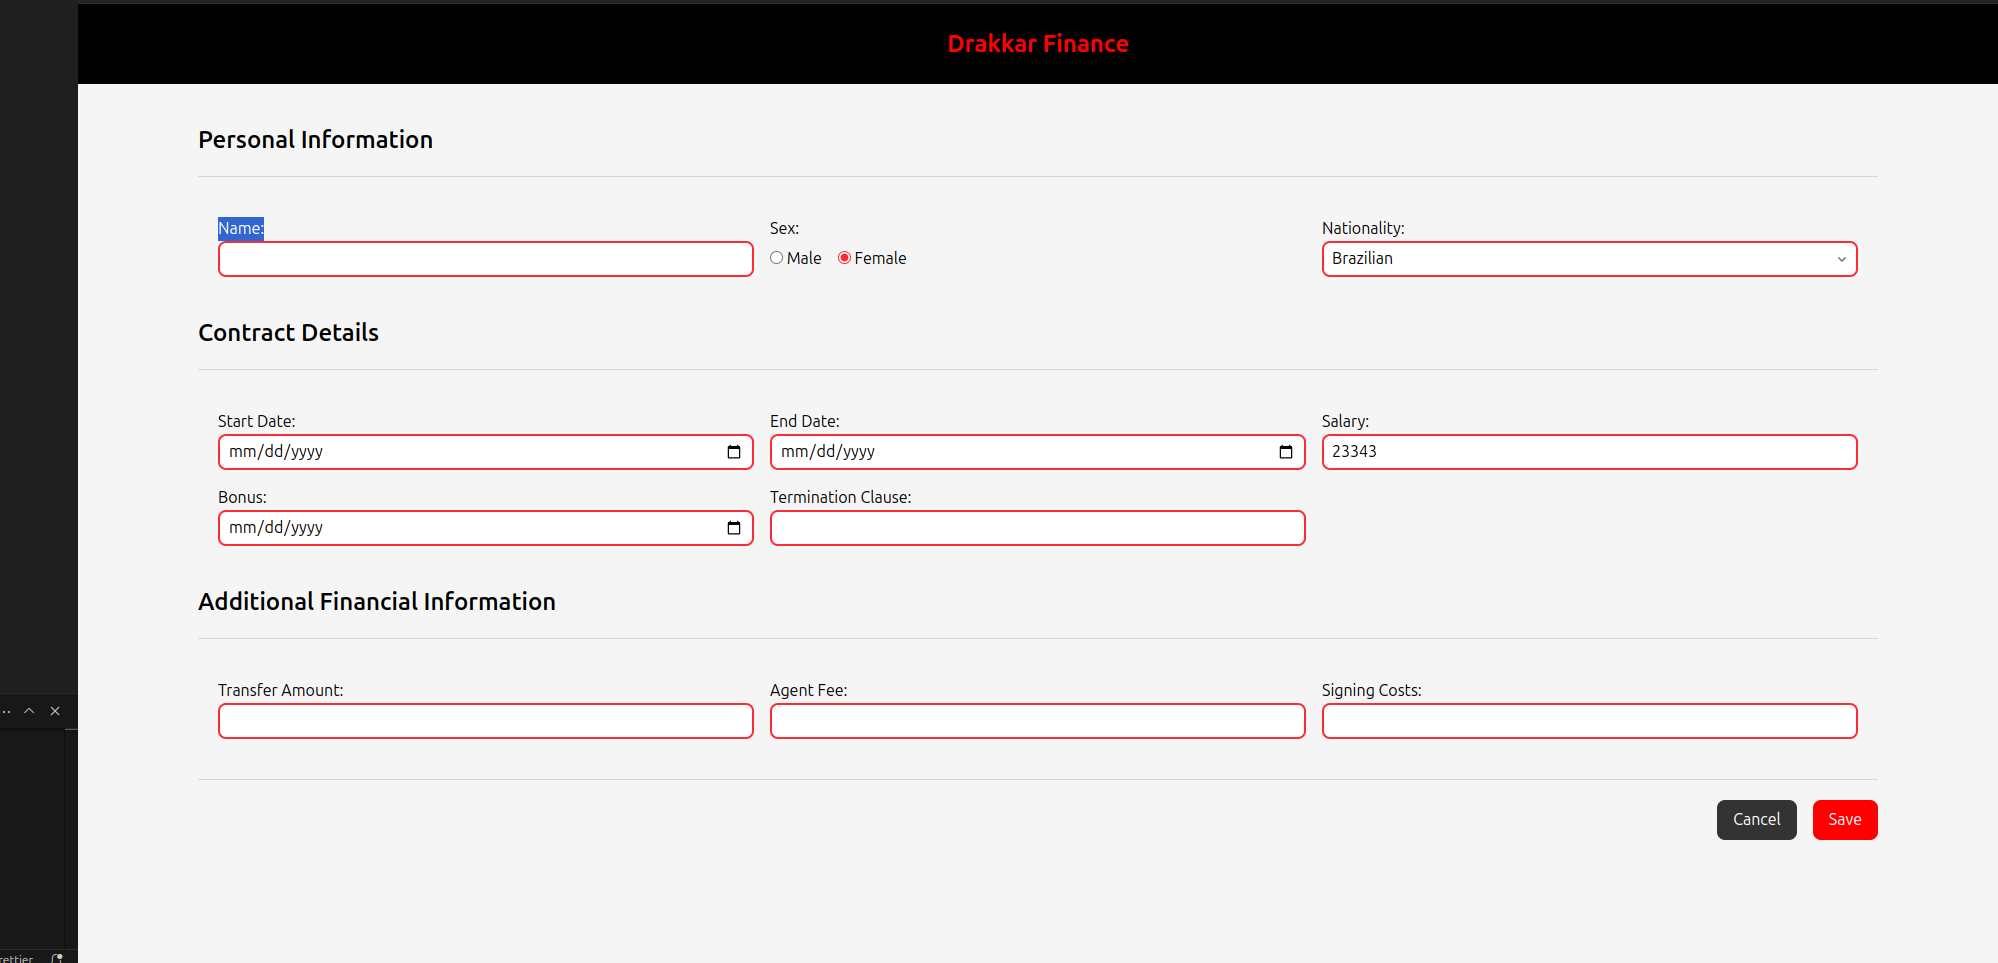 Drakkar Finance
Personal Information
Name: Sex: Nationality:
Male Female Brazilian
Contract Details
Start Date: End Date: Salary:
mm/dd/yyyy mm/dd/yyyy 23343
Bonus: Termination Clause:
mm/dd/yyyy
Additional Financial Information
Transfer Amount: Agent Fee: Signing Costs:
Cancel Save